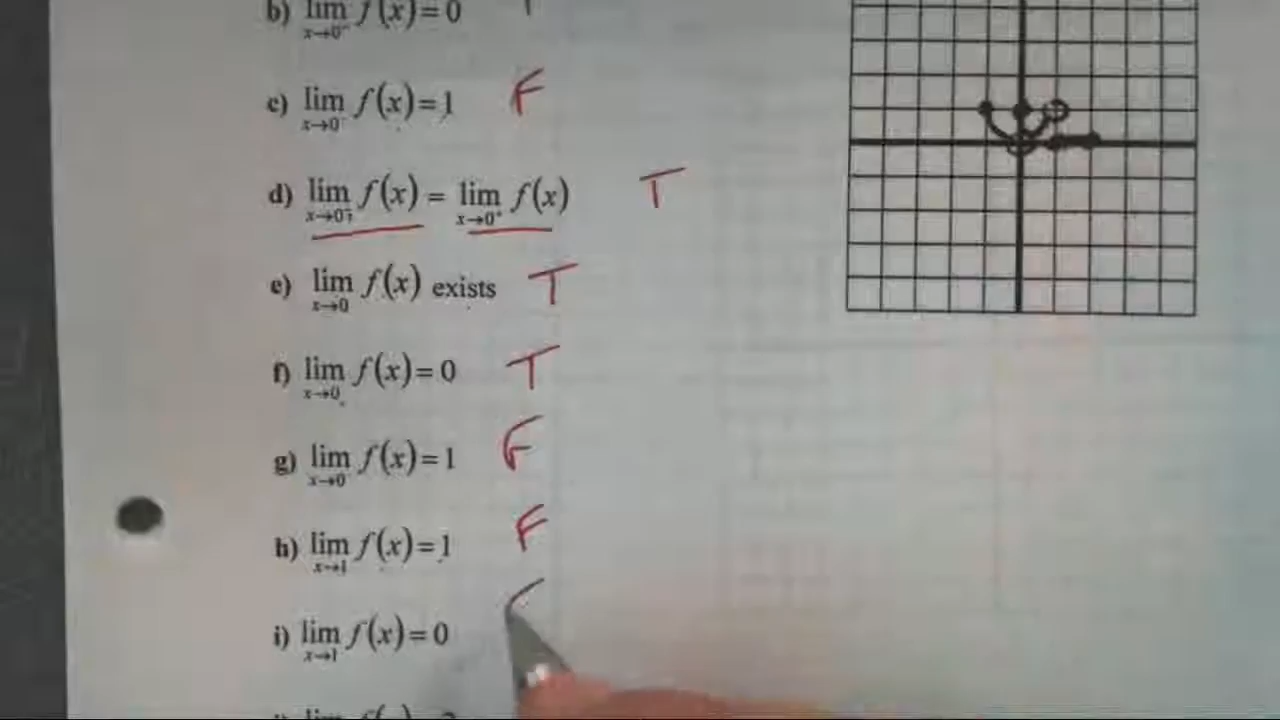 b) lim f(x) = 0
x→0⁻
c) lim f(x) = 1 F
x→0⁻
d) lim f(x) = lim f(x) T
x→0⁻ x→0⁺
e) lim f(x) exists T
x→0
f) lim f(x) = 0 T
x→0
g) lim f(x) = 1 F
x→0
h) lim f(x) = 1 F
x→1
i) lim f(x) = 0
x→1
lim